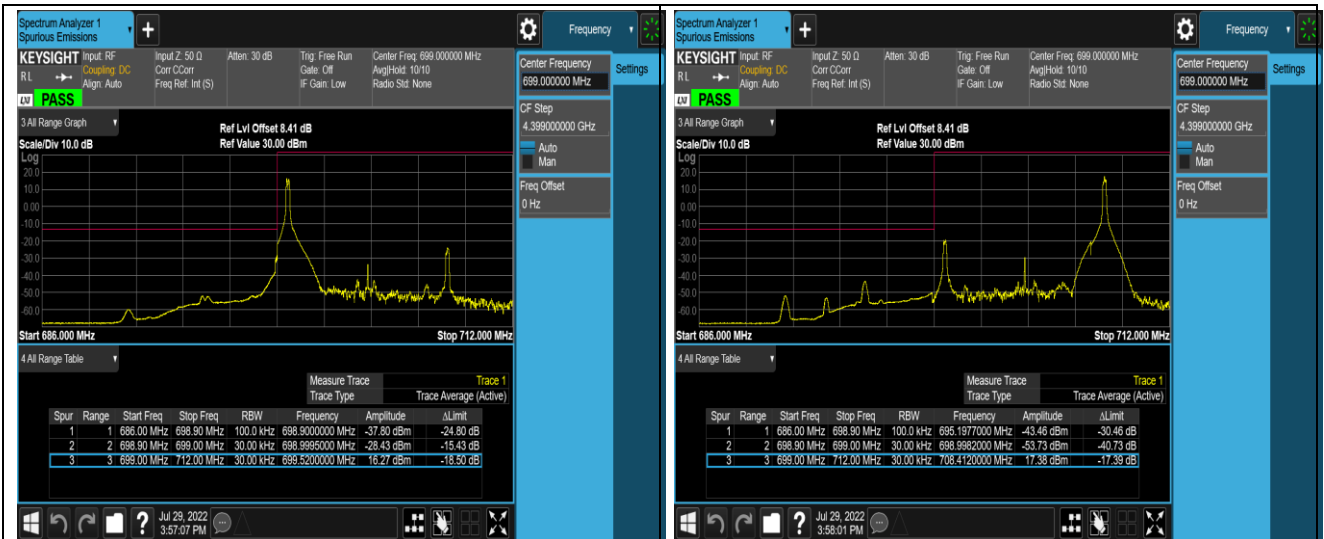 Spectrum Analyzer 1
Spurious Emissions
+
Frequency
KEYSIGHT
RL
LXI
PASS
Input: RF
Coupling: DC
Align: Auto
Input Z: 50 Ω
Corr CCorr
Freq Ref: Int (S)
Atten: 30 dB
Trig: Free Run
Gate: Off
IF Gain: Low
Center Freq: 699.000000 MHz
Avg|Hold: 10/10
Radio Std: None
Center Frequency
699.000000 MHz
Settings
CF Step
4.399000000 GHz
Auto
Man
Freq Offset
0 Hz
3 All Range Graph
Scale/Div 10.0 dB
Ref Lvl Offset 8.41 dB
Ref Value 30.00 dBm
Log
20.0
10.0
0.00
-10.0
-20.0
-30.0
-40.0
-50.0
-60.0
Start 686.000 MHz
Stop 712.000 MHz
4 All Range Table
Measure Trace Trace 1
Trace Type Trace Average (Active)
Spur Range Start Freq Stop Freq RBW Frequency Amplitude ΔLimit
1 1 686.00 MHz 698.90 MHz 100.0 kHz 698.9000000 MHz -37.80 dBm -24.80 dB
2 2 698.90 MHz 699.00 MHz 30.00 kHz 698.9995000 MHz -28.43 dBm -15.43 dB
3 3 699.00 MHz 712.00 MHz 30.00 kHz 699.5200000 MHz 16.27 dBm -18.50 dB
?
Jul 29, 2022
3:57:07 PM
Spectrum Analyzer 1
Spurious Emissions
+
Frequency
KEYSIGHT
RL
LXI
PASS
Input: RF
Coupling: DC
Align: Auto
Input Z: 50 Ω
Corr CCorr
Freq Ref: Int (S)
Atten: 30 dB
Trig: Free Run
Gate: Off
IF Gain: Low
Center Freq: 699.000000 MHz
Avg|Hold: 10/10
Radio Std: None
Center Frequency
699.000000 MHz
Settings
CF Step
4.399000000 GHz
Auto
Man
Freq Offset
0 Hz
3 All Range Graph
Scale/Div 10.0 dB
Ref Lvl Offset 8.41 dB
Ref Value 30.00 dBm
Log
20.0
10.0
0.00
-10.0
-20.0
-30.0
-40.0
-50.0
-60.0
Start 686.000 MHz
Stop 712.000 MHz
4 All Range Table
Measure Trace Trace 1
Trace Type Trace Average (Active)
Spur Range Start Freq Stop Freq RBW Frequency Amplitude ΔLimit
1 1 686.00 MHz 698.90 MHz 100.0 kHz 695.1977000 MHz -43.46 dBm -30.46 dB
2 2 698.90 MHz 699.00 MHz 30.00 kHz 698.9982000 MHz -53.73 dBm -40.73 dB
3 3 699.00 MHz 712.00 MHz 30.00 kHz 708.4120000 MHz 17.38 dBm -17.39 dB
?
Jul 29, 2022
3:58:01 PM